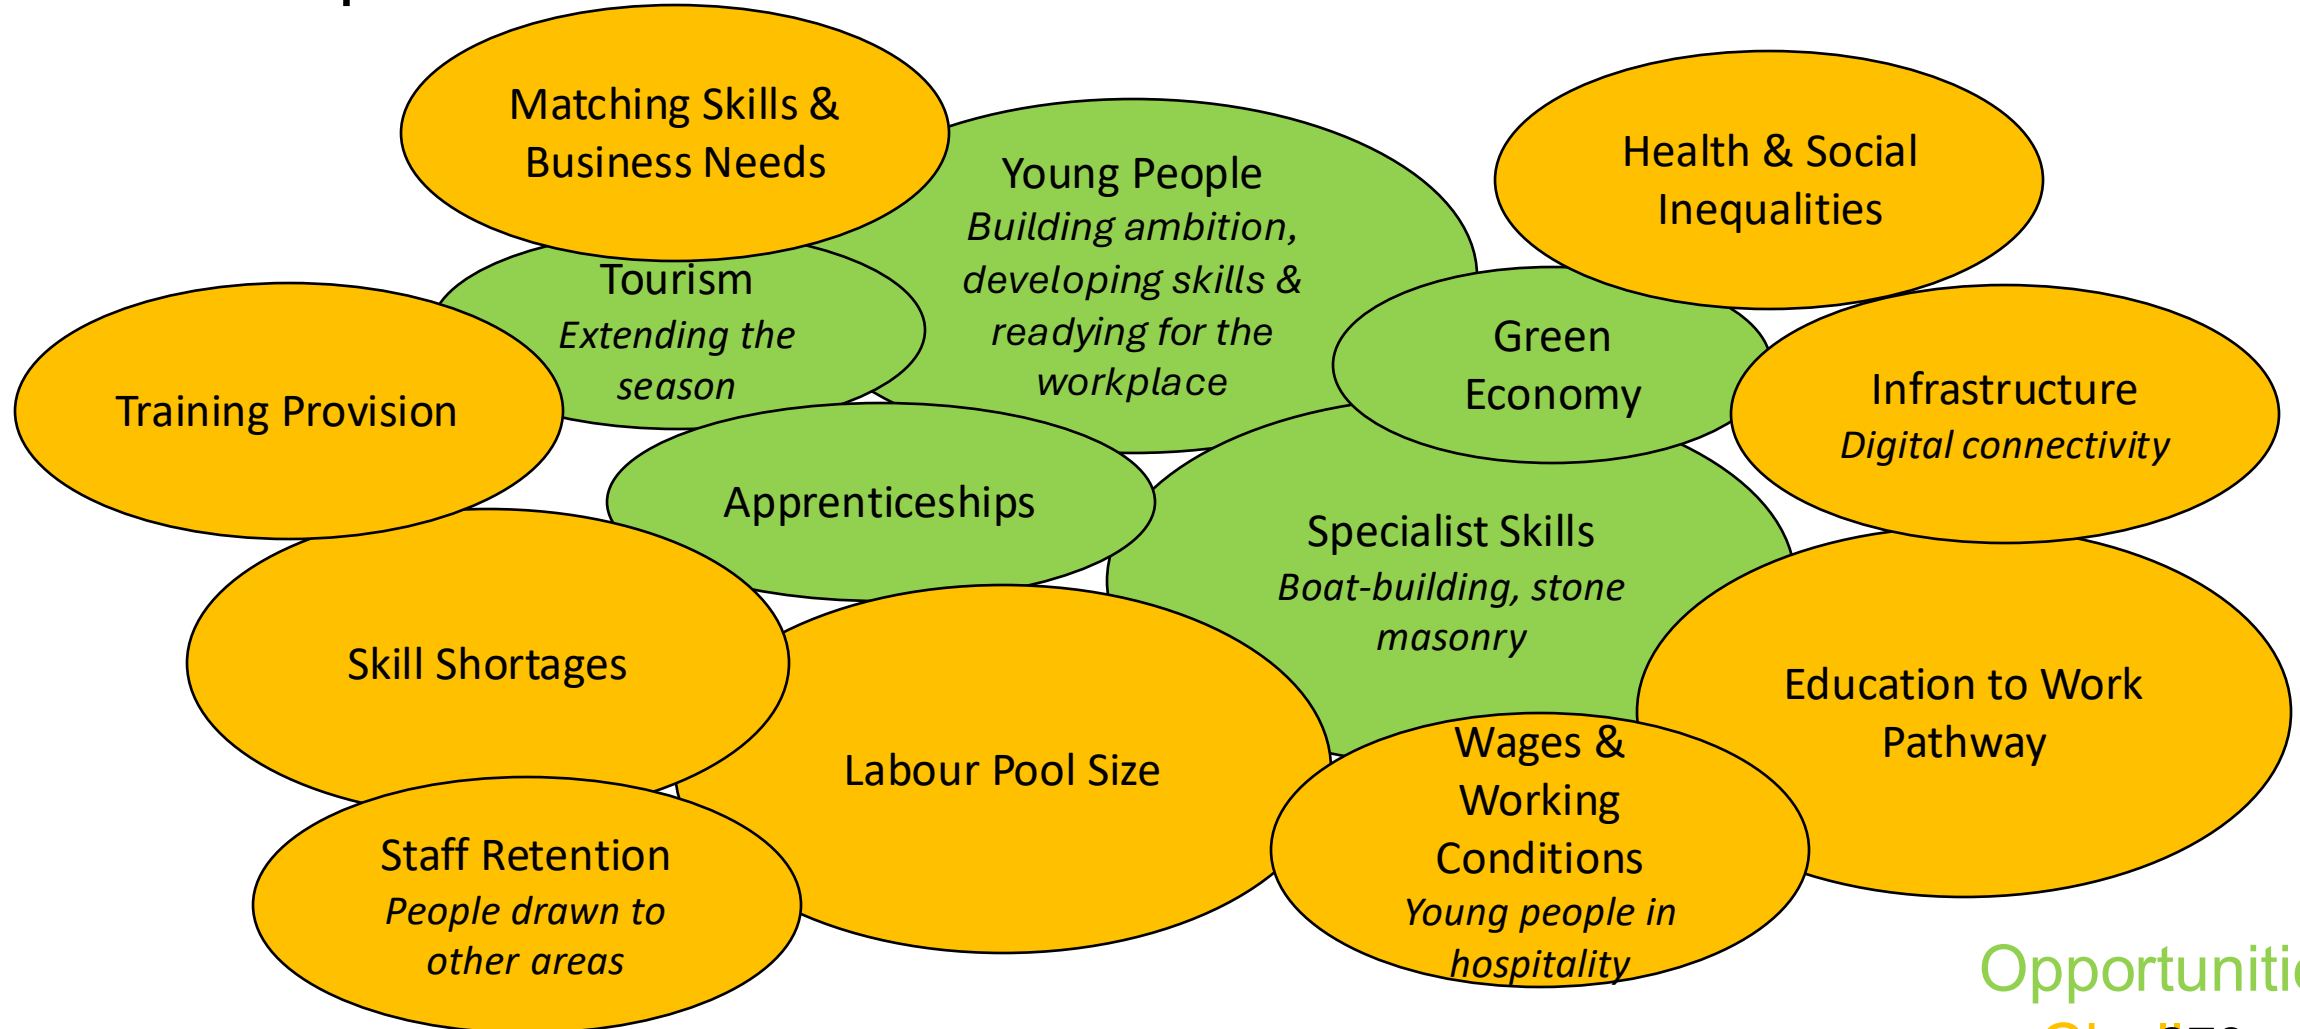 Matching Skills &
Business Needs
Young People
Building ambition,
developing skills &
readying for the
workplace
Health & Social
Inequalities
Tourism
Extending the
season
Green
Economy
Training Provision
Infrastructure
Digital connectivity
Apprenticeships
Specialist Skills
Boat-building, stone
masonry
Skill Shortages
Education to Work
Pathway
Labour Pool Size
Wages &
Working
Conditions
Young people in
hospitality
Staff Retention
People drawn to
other areas